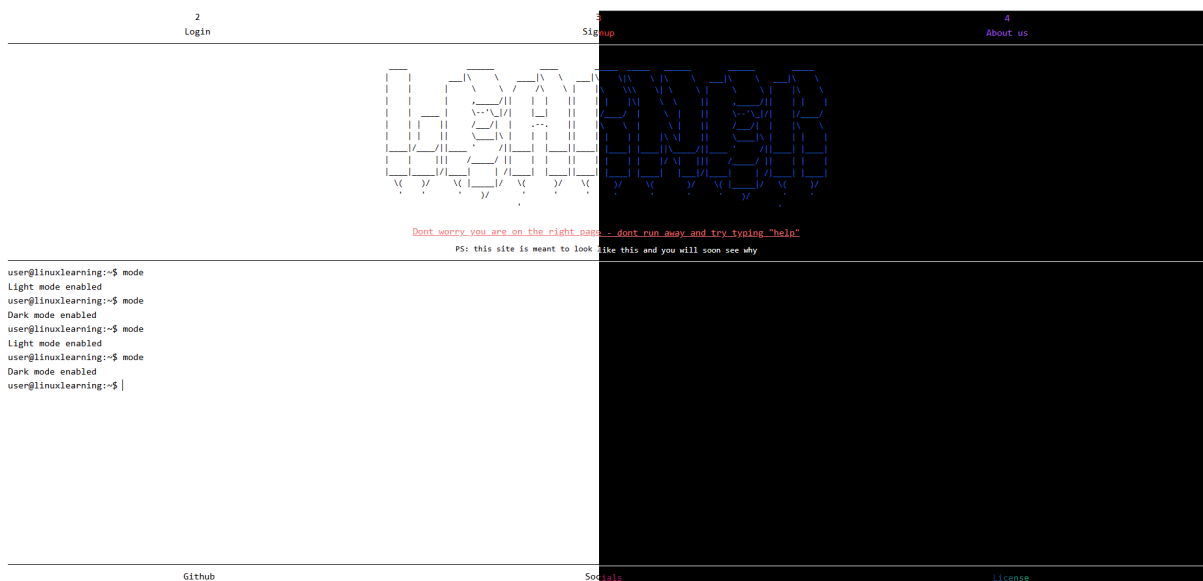 2 3 4
Login Signup About us
Dont worry you are on the right page - dont run away and try typing "help"
PS: this site is meant to look like this and you will soon see why
user@linuxlearning:~$ mode
Light mode enabled
user@linuxlearning:~$ mode
Dark mode enabled
user@linuxlearning:~$ mode
Light mode enabled
user@linuxlearning:~$ mode
Dark mode enabled
user@linuxlearning:~$
Github Socials License